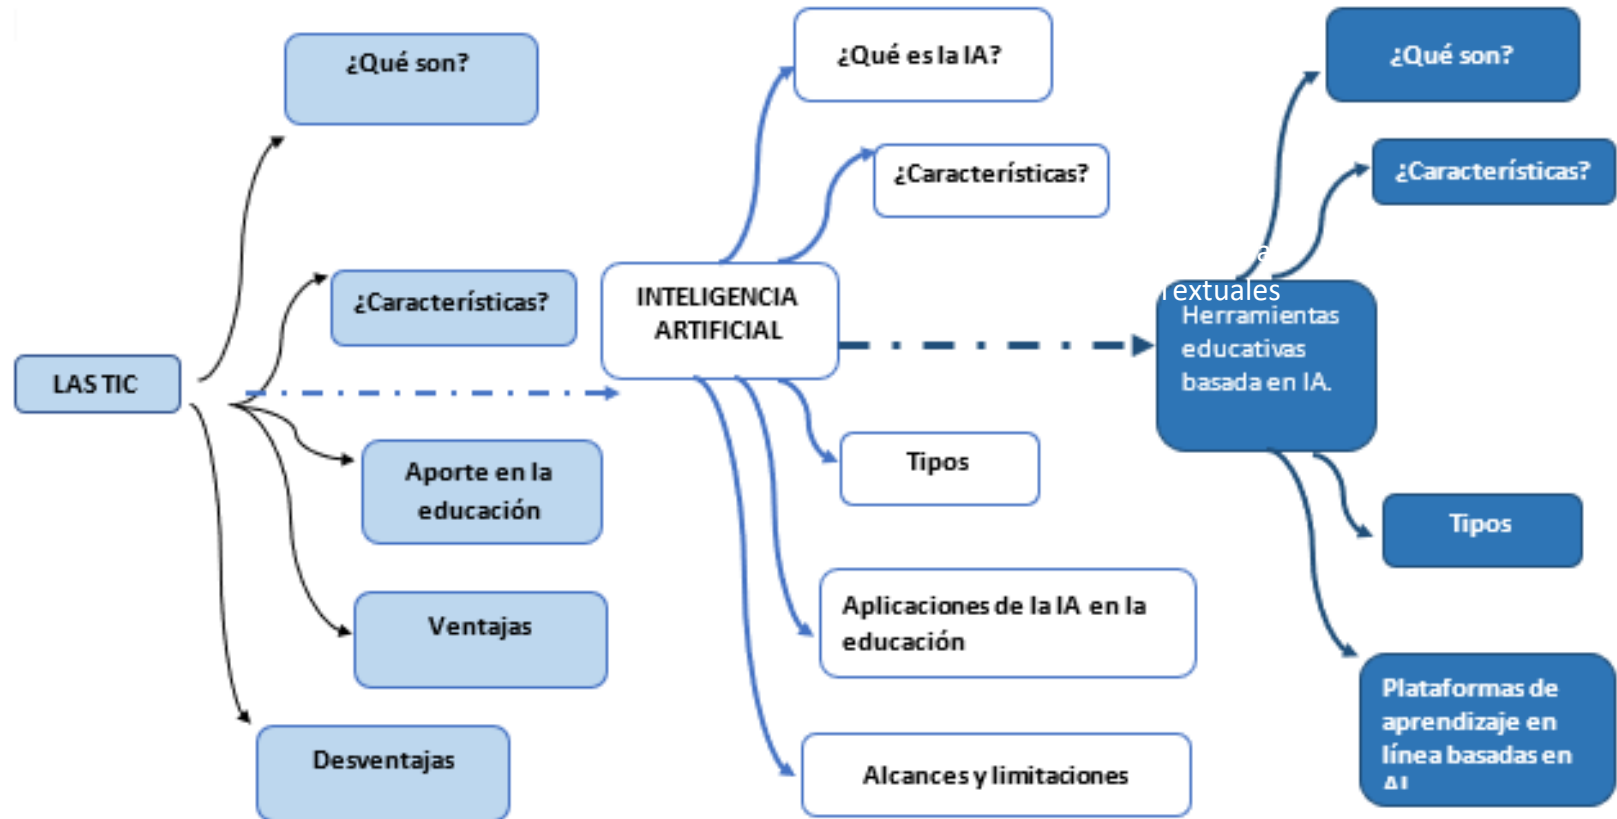 LAS TIC
¿Qué son?
¿Características?
Aporte en la
educación
Ventajas
Desventajas
INTELIGENCIA
ARTIFICIAL
¿Qué es la IA?
¿Características?
Tipos
Aplicaciones de la IA en la
educación
Alcances y limitaciones
Textuales
Herramientas
educativas
basada en IA.
¿Qué son?
¿Características?
Tipos
Plataformas de
aprendizaje en
línea basadas en
AI